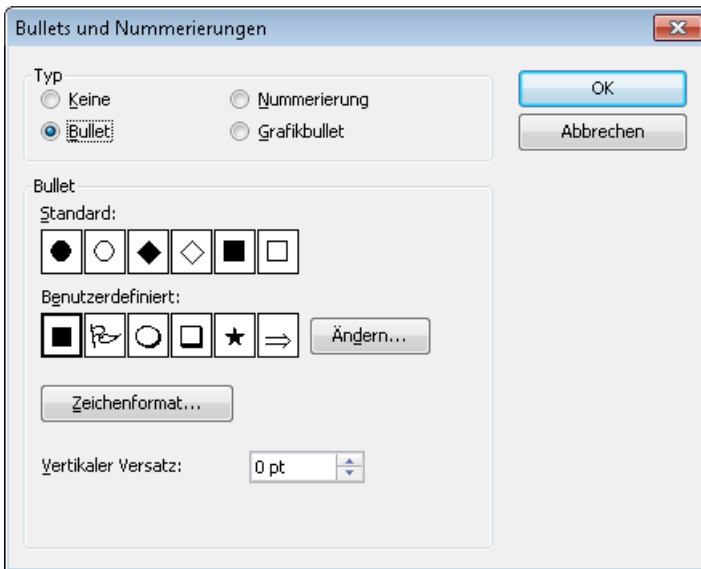 Bullets und Nummerierungen
Typ
Keine
Nummerierung
Bullet
Grafikbullet
OK
Abbrechen
Bullet
Standard:
Benutzerdefiniert:
Ändern...
Zeichenformat...
Vertikaler Versatz:
0 pt